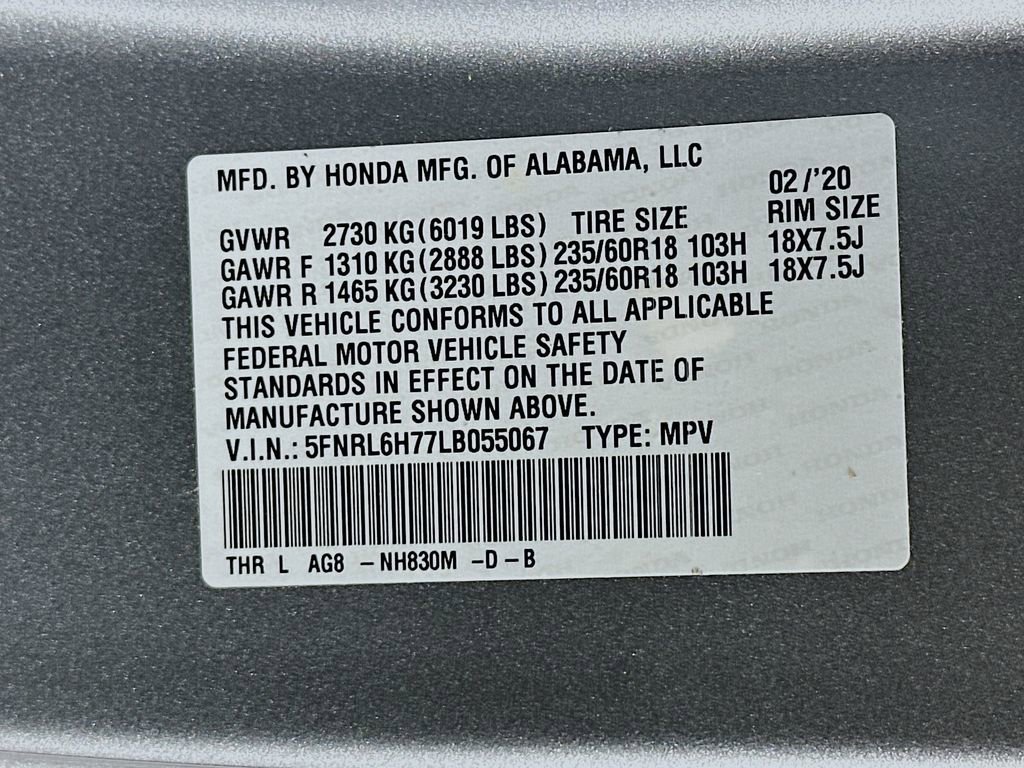 MFD. BY HONDA MFG. OF ALABAMA, LLC
02/'20
GVWR 2730 KG(6019 LBS) TIRE SIZE RIM SIZE
GAWR F 1310 KG(2888 LBS) 235/60R18 103H 18X7.5J
GAWR R 1465 KG(3230 LBS) 235/60R18 103H 18X7.5J
THIS VEHICLE CONFORMS TO ALL APPLICABLE
FEDERAL MOTOR VEHICLE SAFETY
STANDARDS IN EFFECT ON THE DATE OF
MANUFACTURE SHOWN ABOVE.
V.I.N.: 5FNRL6H77LB055067 TYPE: MPV
THR L AG8 - NH830M - D - B